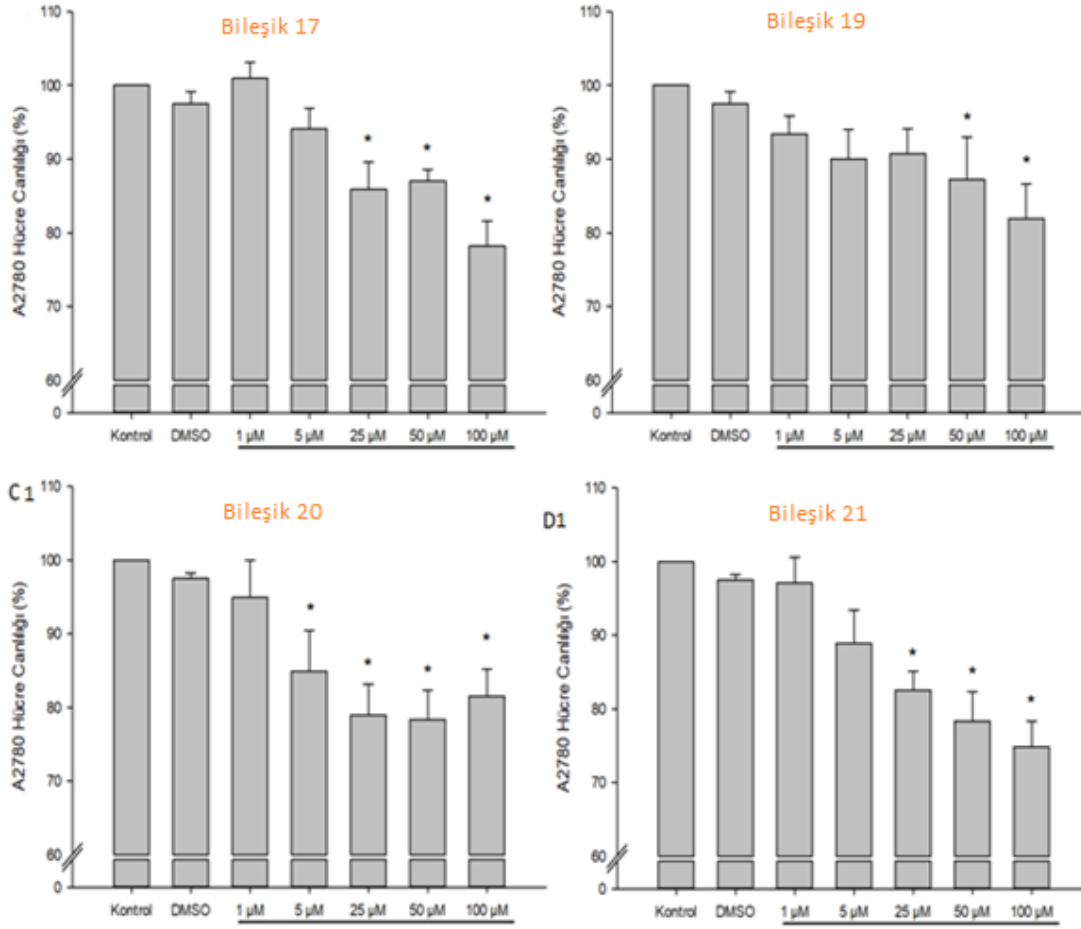 Bileşik 17
A2780 Hücre Canlılığı (%)
110
100
90
80
70
60
0
Kontrol DMSO 1 µM 5 µM 25 µM 50 µM 100 µM
* * *
Bileşik 19
A2780 Hücre Canlılığı (%)
110
100
90
80
70
60
0
Kontrol DMSO 1 µM 5 µM 25 µM 50 µM 100 µM
* *
C1
Bileşik 20
A2780 Hücre Canlılığı (%)
110
100
90
80
70
60
0
Kontrol DMSO 1 µM 5 µM 25 µM 50 µM 100 µM
* * * *
D1
Bileşik 21
A2780 Hücre Canlılığı (%)
110
100
90
80
70
60
0
Kontrol DMSO 1 µM 5 µM 25 µM 50 µM 100 µM
* * *